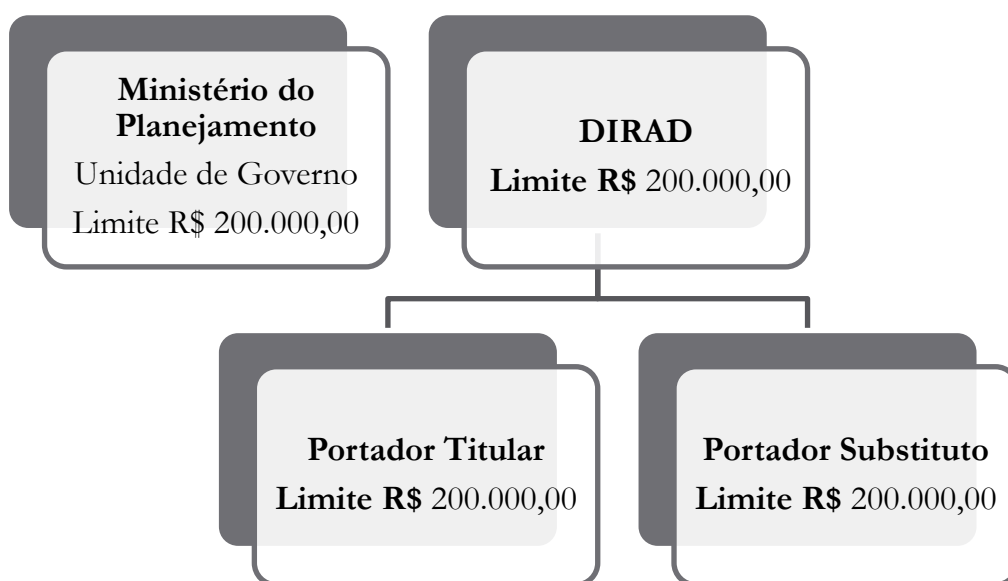 Ministério do
Planejamento
Unidade de Governo
Limite R$ 200.000,00
DIRAD
Limite R$ 200.000,00
Portador Titular
Limite R$ 200.000,00
Portador Substituto
Limite R$ 200.000,00